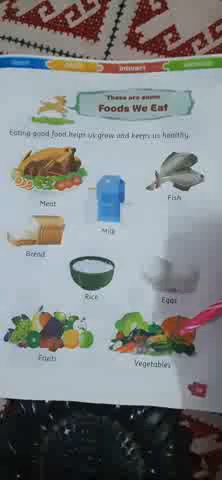 These are some
Foods We Eat
Eating good food helps us grow and keeps us healthy.
Meat
Milk
Fish
Bread
Rice
Eggs
Fruits
Vegetables